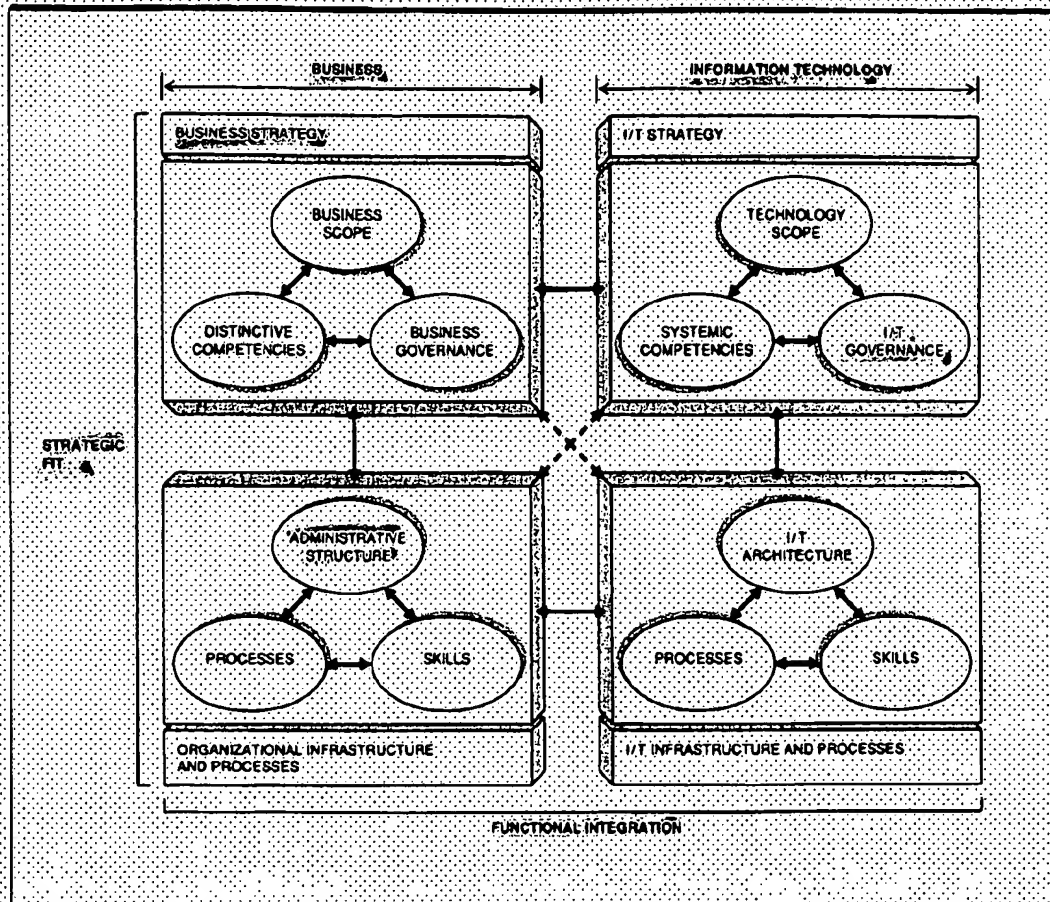 BUSINESS
INFORMATION TECHNOLOGY
BUSINESS STRATEGY
I/T STRATEGY
BUSINESS
SCOPE
TECHNOLOGY
SCOPE
DISTINCTIVE
COMPETENCIES
BUSINESS
GOVERNANCE
SYSTEMIC
COMPETENCIES
I/T
GOVERNANCE
STRATEGIC
FIT
ADMINISTRATIVE
STRUCTURE
I/T
ARCHITECTURE
PROCESSES
SKILLS
PROCESSES
SKILLS
ORGANIZATIONAL INFRASTRUCTURE
AND PROCESSES
I/T INFRASTRUCTURE AND PROCESSES
FUNCTIONAL INTEGRATION